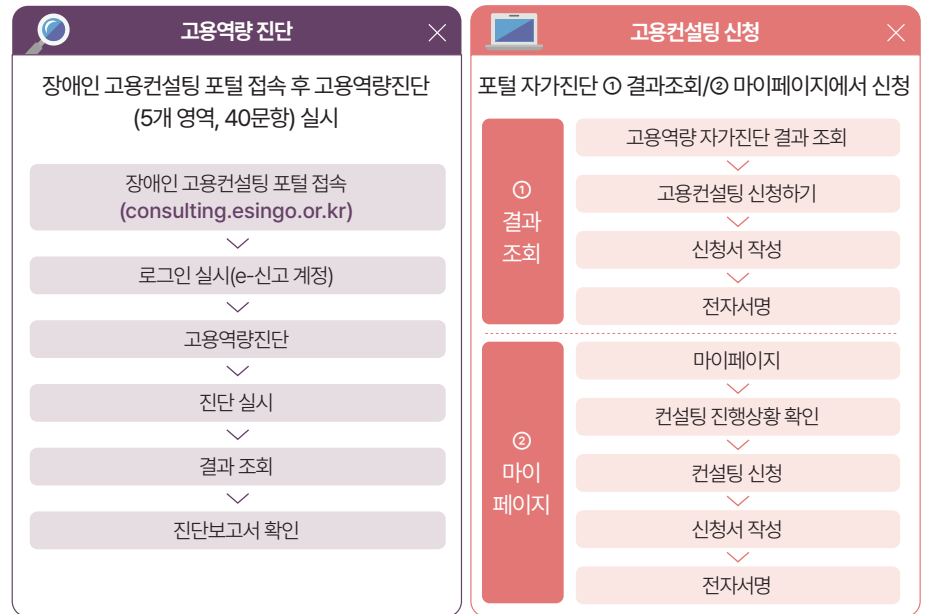 고용역량 진단
장애인 고용컨설팅 포털 접속 후 고용역량진단
(5개 영역, 40문항) 실시
장애인 고용컨설팅 포털 접속
(consulting.esingo.or.kr)
로그인 실시(e-신고 계정)
고용역량진단
진단 실시
결과 조회
진단보고서 확인
고용컨설팅 신청
포털 자가진단 ① 결과조회/② 마이페이지에서 신청
①
결과
조회
고용역량 자가진단 결과 조회
고용컨설팅 신청하기
신청서 작성
전자서명
②
마이
페이지
마이페이지
컨설팅 진행상황 확인
컨설팅 신청
신청서 작성
전자서명